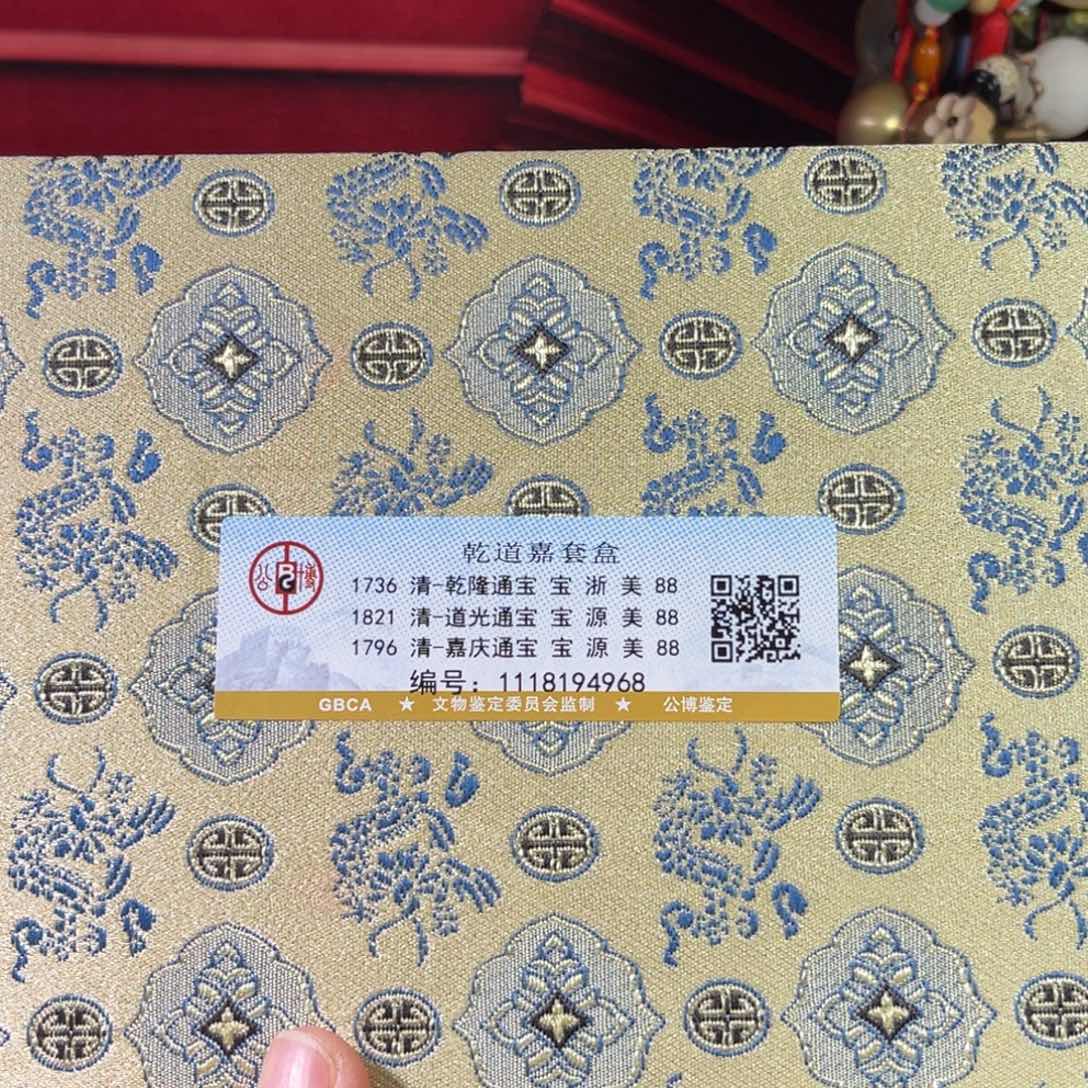 公博
乾道嘉套盒
1736 清-乾隆通宝 宝 浙 美 88
1821 清-道光通宝 宝 源 美 88
1796 清-嘉庆通宝 宝 源 美 88
编号：1118194968
GBCA ★ 文物鉴定委员会监制 ★ 公博鉴定